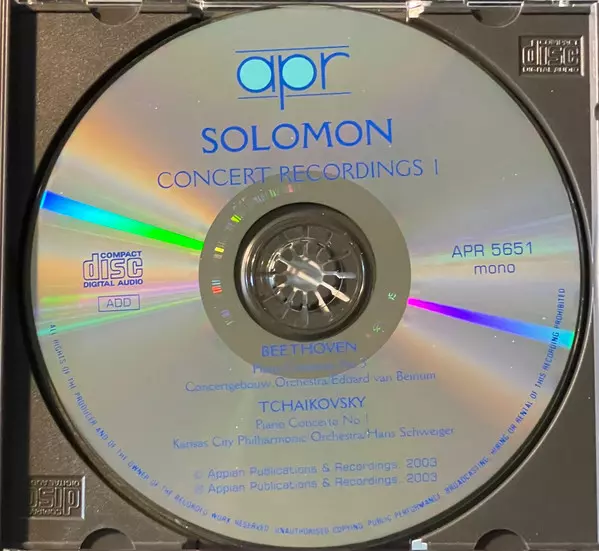 COMPACT
disc
DIGITAL AUDIO
apr
SOLOMON
CONCERT RECORDINGS 1
COMPACT
disc
DIGITAL AUDIO
ADD
APR 5651
mono
BEETHOVEN
Concertgebouw Orchestra/Eduard van Beinum
TCHAIKOVSKY
Piano Concerto No 1
Kansas City Philharmonic Orchestra/Hans Schwieger
© Appian Publications & Recordings, 2003
℗ Appian Publications & Recordings, 2003
ALL RIGHTS OF THE PRODUCER AND OF THE OWNER OF THE RECORDED WORK RESERVED. UNAUTHORISED COPYING, PUBLIC PERFORMANCE, BROADCASTING, HIRING OR RENTAL OF THIS RECORDING PROHIBITED